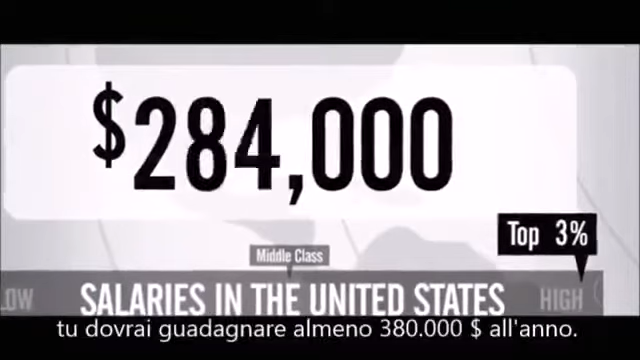 $284,000
Top 3%
Middle Class
LOW
SALARIES IN THE UNITED STATES
HIGH
tu dovrai guadagnare almeno 380.000 $ all'anno.